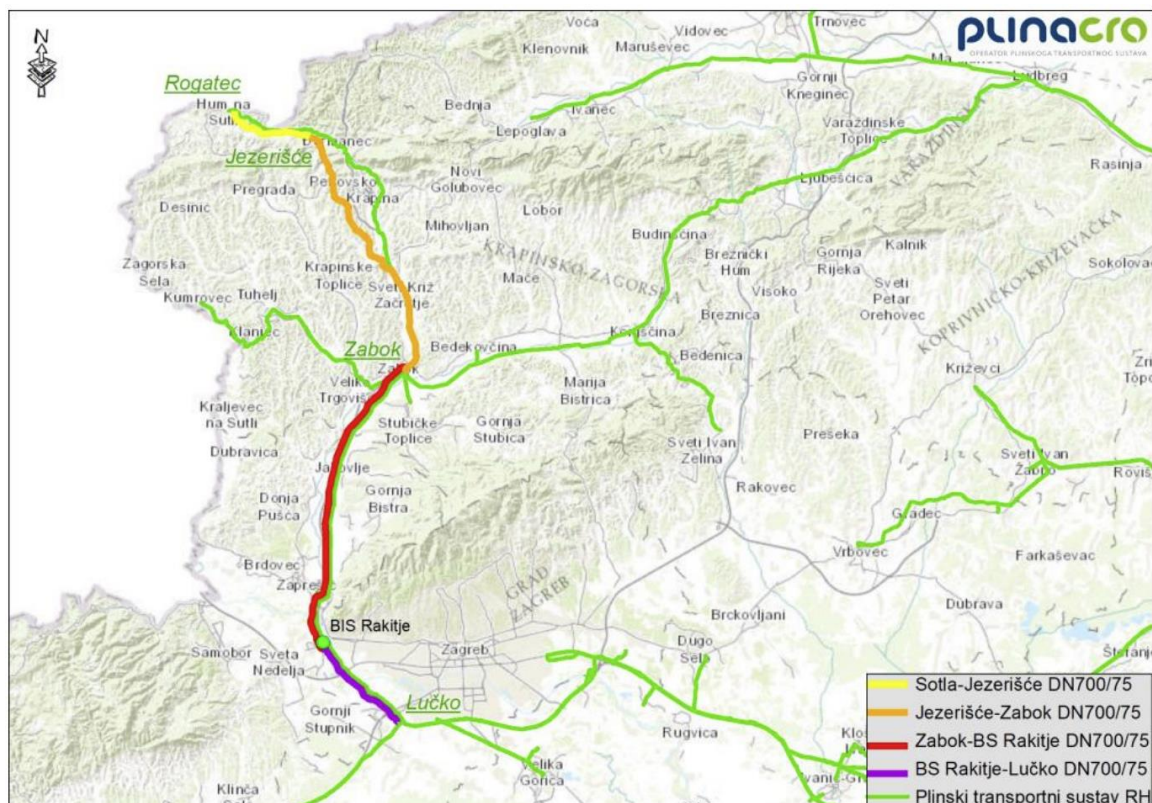 plinacro
OPERATOR PLINSKOGA TRANSPORTNOG SUSTAVA
N
Voća
Trnovec
Vidovec
Klenovnik
Maruševec
Gornji
Kneginec
Ludbreg
Rogatec
Hum na
Sutli
Bednja
Ivanec
Lepoglava
Varaždinske
Toplice
VARAŽDINSKA
Jezerišće
Rasinja
Pregrada
Petrovsko
Krapina
Novi
Golubovec
Ljubešćica
Desinić
Lobor
Mihovljan
Budinščina
Kalnik
KRAPINSKO-ZAGORSKA
Breznički
Hum
Gornja
Rijeka
KOPRIVNIČKO-KRIŽEVAČKA
Sokolovac
Zagorska
Sela
Krapinske
Toplice
Mače
Visoko
Sveti
Petar
Orehovec
Kumrovec
Tuhelj
Sveti Križ
Začretje
Breznica
Klanjec
Zabok
Bedekovčina
Konjščina
Bedenica
Zabok
Križevci
Veliko
Trgovišće
Marija
Bistrica
Kraljevec
na Sutli
Stubičke
Toplice
Gornja
Stubica
Sveti Ivan
Zelina
Preseka
Dubravica
Sveti Ivan
Žabno
Jakovlje
Rakovec
Donja
Pušća
Gornja
Bistra
Gradec
Vrbovec
Farkaševac
Brdovec
Zaprešić
GRAD
ZAGREB
Brckovljani
Dubrava
BIS Rakitje
Samobor
Sveta
Nedelja
Zagreb
Dugo
Selo
Lučko
Gornji
Stupnik
Rugvica
Velika
Gorica
Klinča
Sela
Sotla-Jezerišće DN700/75
Jezerišće-Zabok DN700/75
Zabok-BS Rakitje DN700/75
BS Rakitje-Lučko DN700/75
Plinski transportni sustav RH